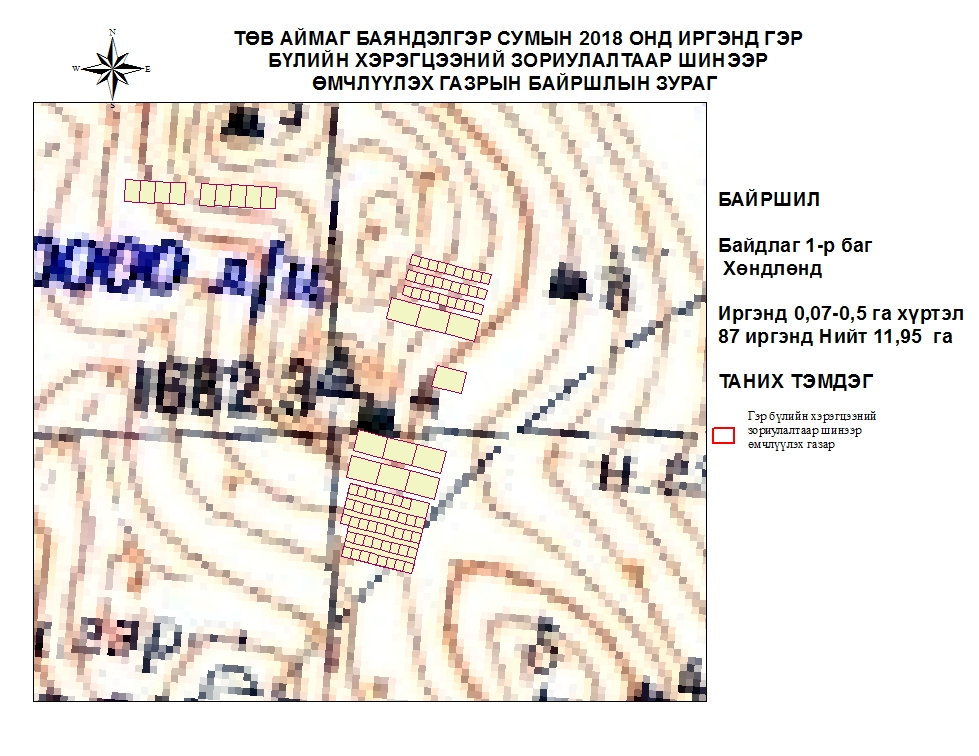 ТӨВ АЙМАГ БАЯНДЭЛГЭР СУМЫН 2018 ОНД ИРГЭНД ГЭР
БҮЛИЙН ХЭРЭГЦЭЭНИЙ ЗОРИУЛАЛТААР ШИНЭЭР
ӨМЧЛҮҮЛЭХ ГАЗРЫН БАЙРШЛЫН ЗУРАГ
N
W E
S
БАЙРШИЛ
Байдлаг 1-р баг
Хөндлөнд
Иргэнд 0,07-0,5 га хүртэл
87 иргэнд Нийт 11,95 га
ТАНИХ ТЭМДЭГ
Гэр бүлийн хэрэгцээний
зориулалтаар шинээр
өмчлүүлэх газар